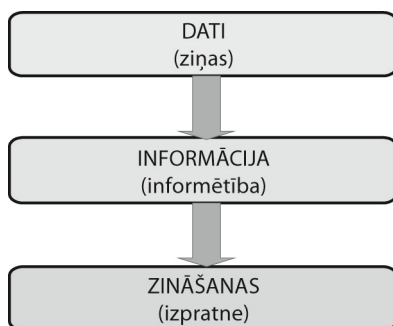 DATI
(ziņas)
INFORMĀCIJA
(informētība)
ZINĀŠANAS
(izpratne)